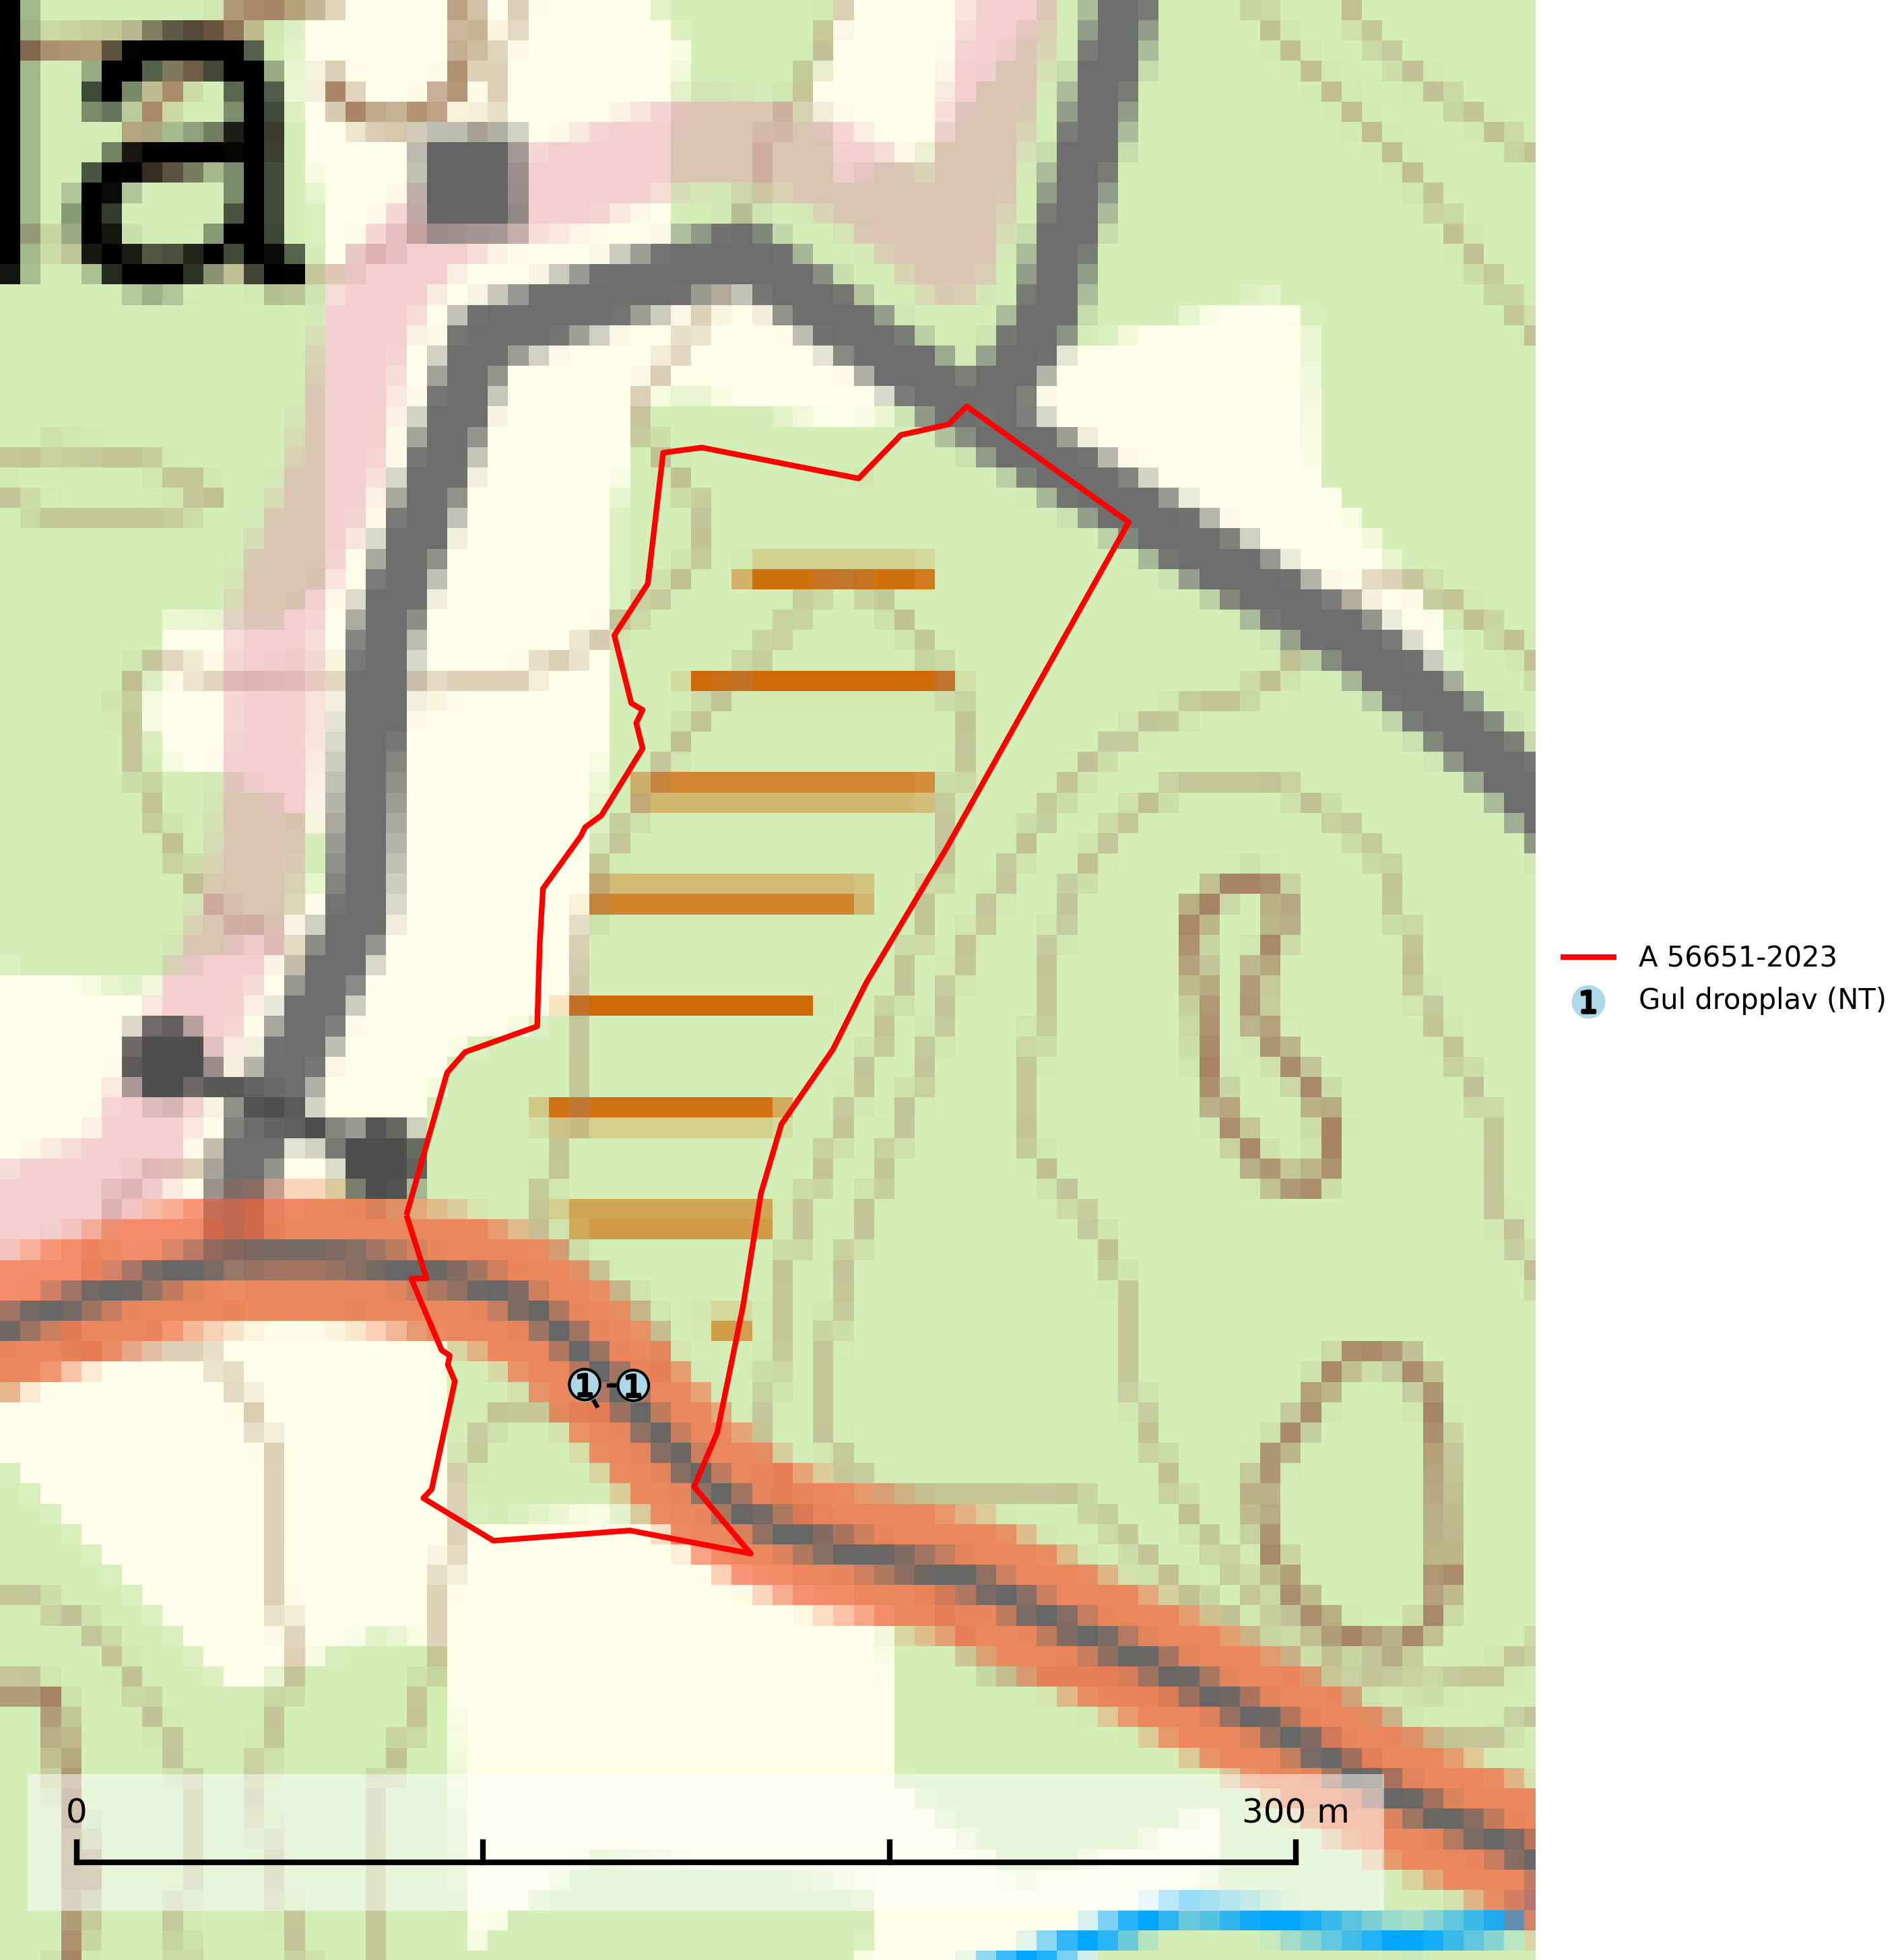 la
1 1
A 56651-2023
1 Gul dropplav (NT)
0 300 m